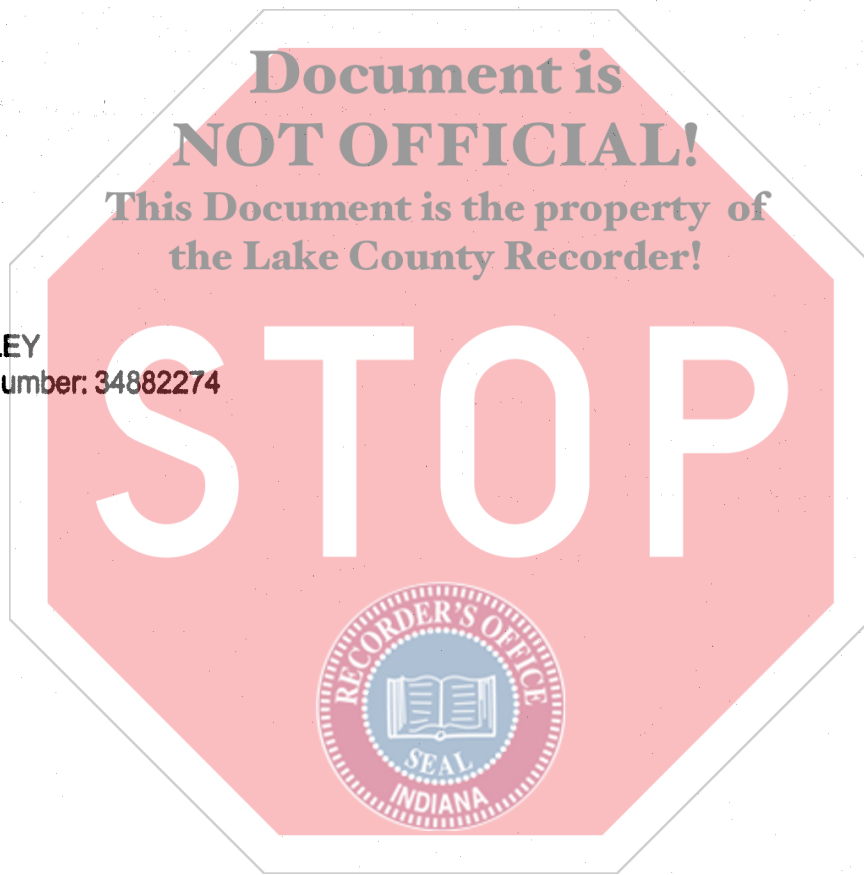 Document is
NOT OFFICIAL!
This Document is the property of
the Lake County Recorder!
LEY
umber: 34882274
STOP
RECORDER'S OFFICE
SEAL
INDIANA